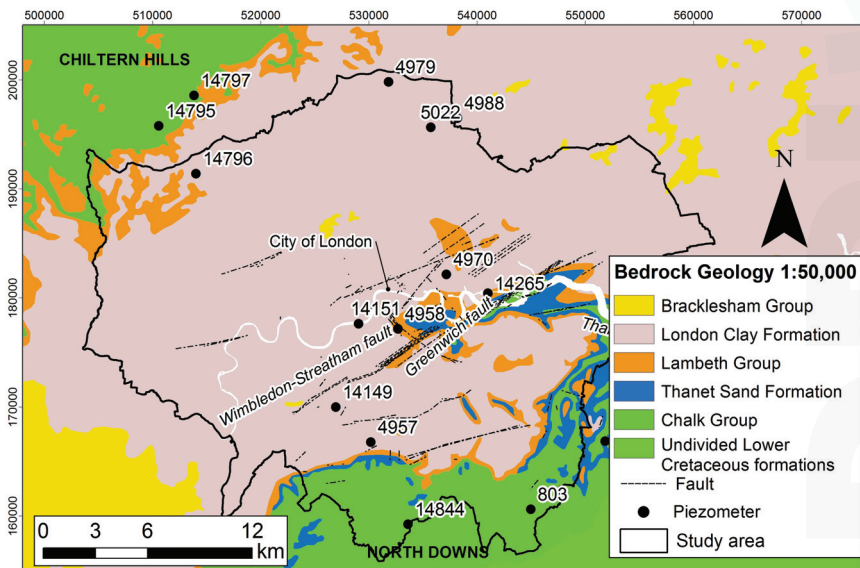 500000 510000 520000 530000 540000 550000 560000 570000
CHILTERN HILLS
200000
190000
180000
170000
160000
14797
14795
4979
4988
5022
14796
N
City of London
4970
14265
14151
4958
Wimbledon-Streatham fault
Greenwich fault
Tha
14149
4957
14844
803
NORTH DOWNS
0 3 6 12
km
Bedrock Geology 1:50,000
Bracklesham Group
London Clay Formation
Lambeth Group
Thanet Sand Formation
Chalk Group
Undivided Lower
Cretaceous formations
Fault
Piezometer
Study area